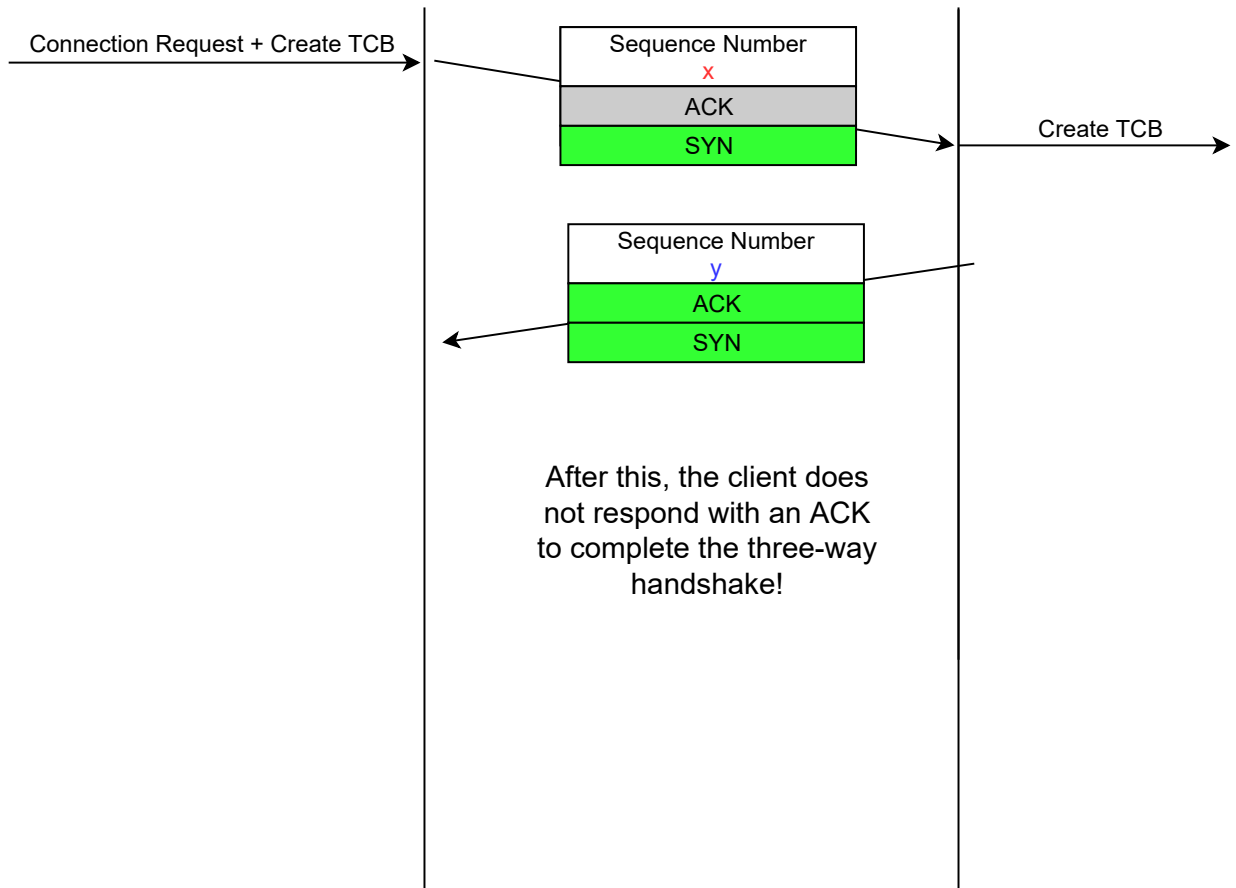 Connection Request + Create TCB
Sequence Number
x
ACK
SYN
Create TCB
Sequence Number
y
ACK
SYN
After this, the client does
not respond with an ACK
to complete the three-way
handshake!